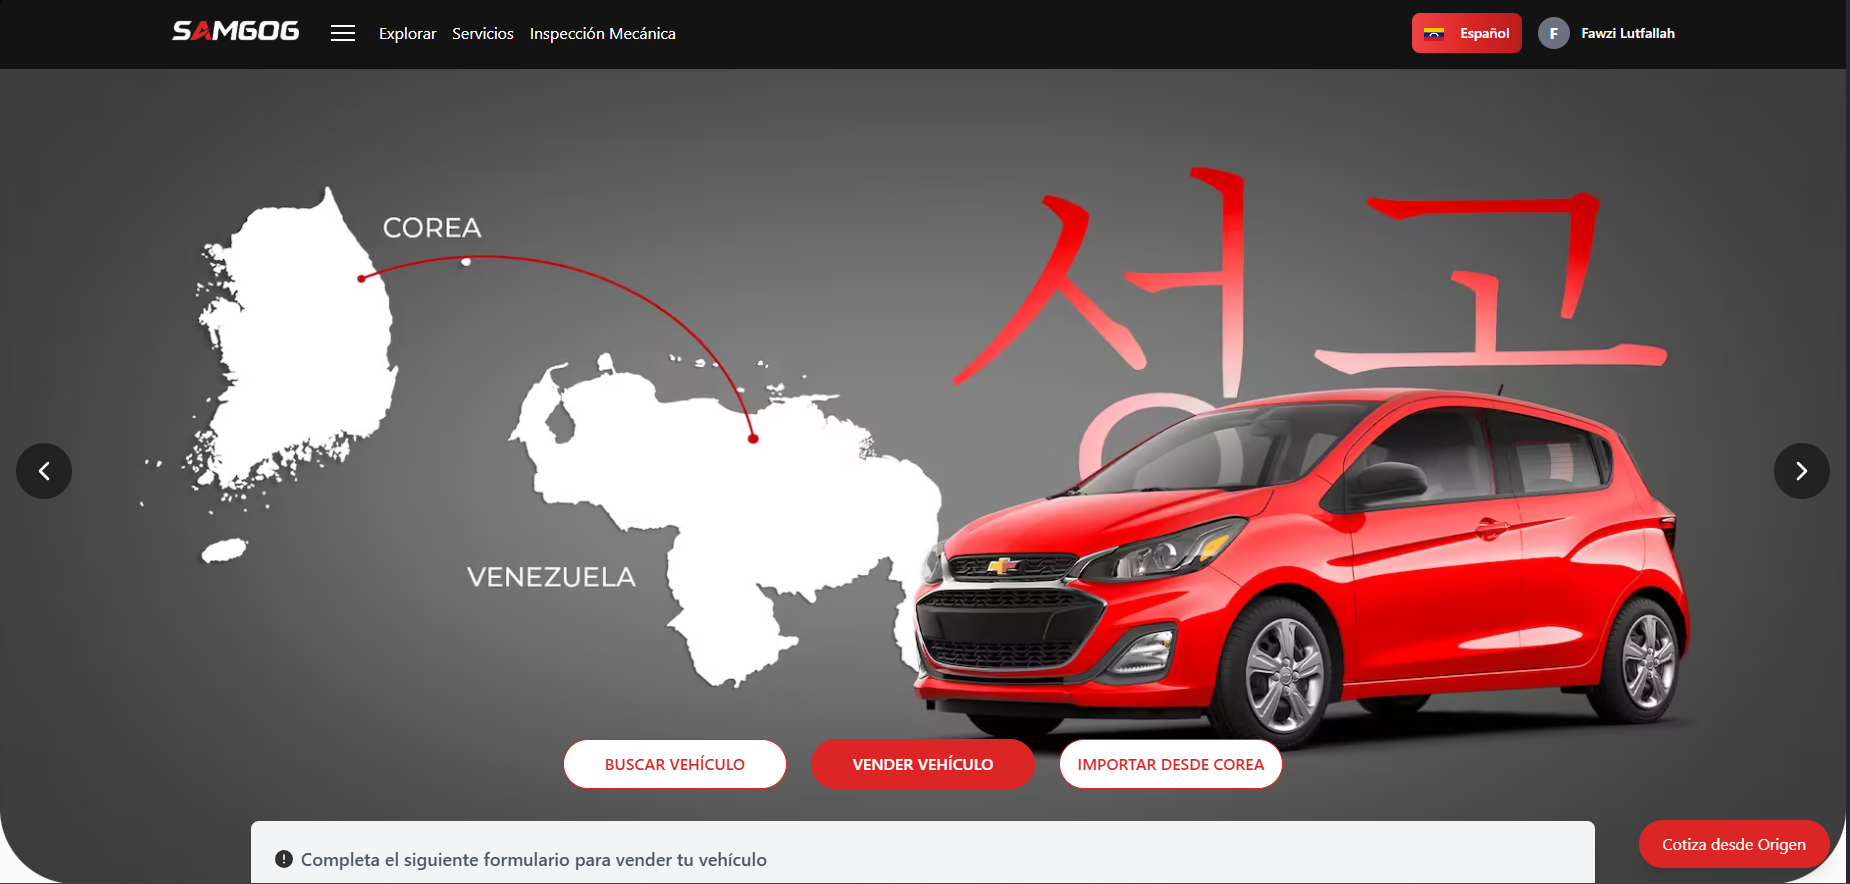 SAMGOG
Explorar
Servicios
Inspección Mecánica
Español
F
Fawzi Lutfallah
COREA
성고
VENEZUELA
BUSCAR VEHÍCULO
VENDER VEHÍCULO
IMPORTAR DESDE COREA
Completa el siguiente formulario para vender tu vehículo
Cotiza desde Origen